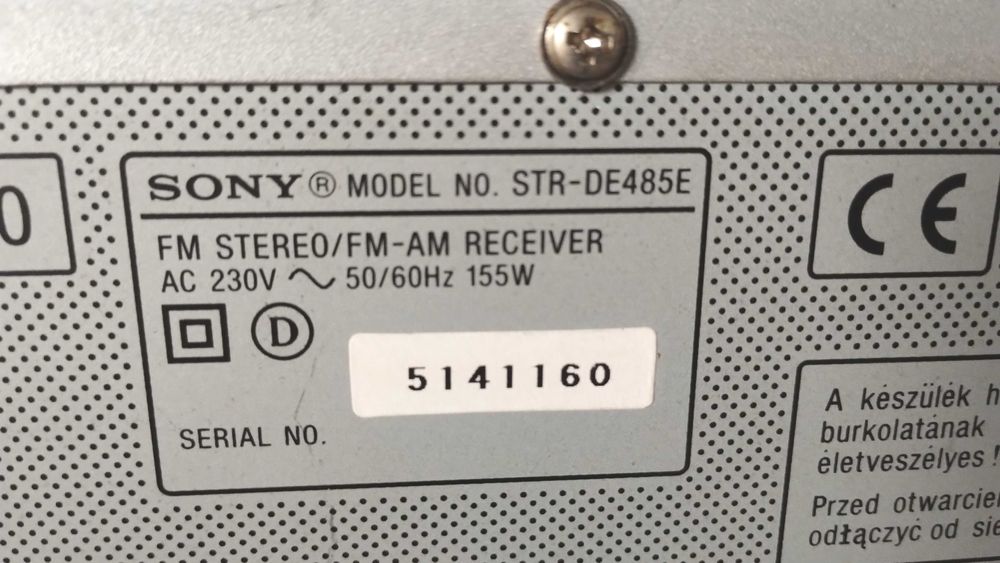 0
SONY® MODEL NO. STR-DE485E
FM STEREO/FM-AM RECEIVER
AC 230V ～ 50/60Hz 155W
D
5141160
SERIAL NO.
CE
A készülék
burkolatának
életveszélyes!
Przed
odłączyć od